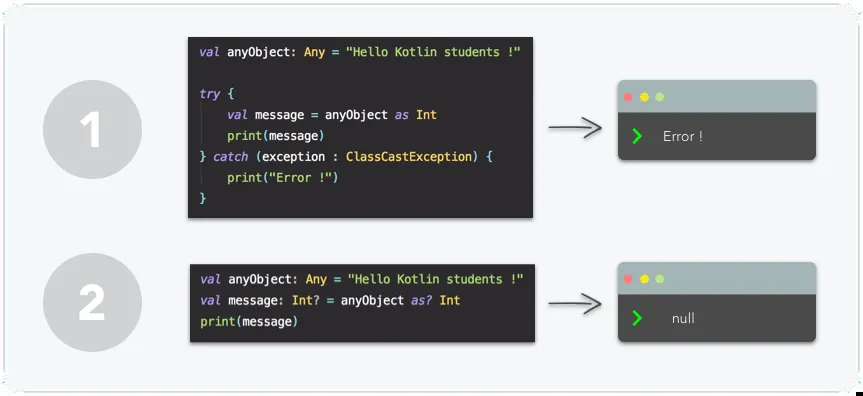 1
val anyObject: Any = "Hello Kotlin students !"
try {
val message = anyObject as Int
print(message)
} catch (exception : ClassCastException) {
print("Error !")
}
Error !
2
val anyObject: Any = "Hello Kotlin students !"
val message: Int? = anyObject as? Int
print(message)
null